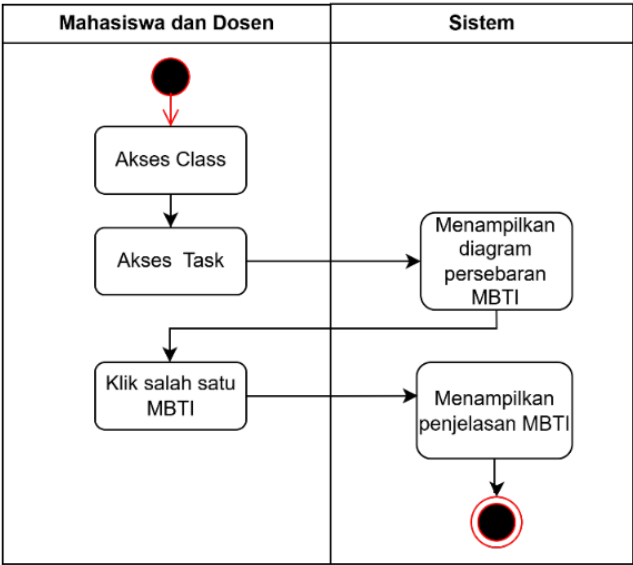 Mahasiswa dan Dosen
Sistem
Akses Class
Akses Task
Menampilkan
diagram
persebaran
MBTI
Klik salah satu
MBTI
Menampilkan
penjelasan MBTI